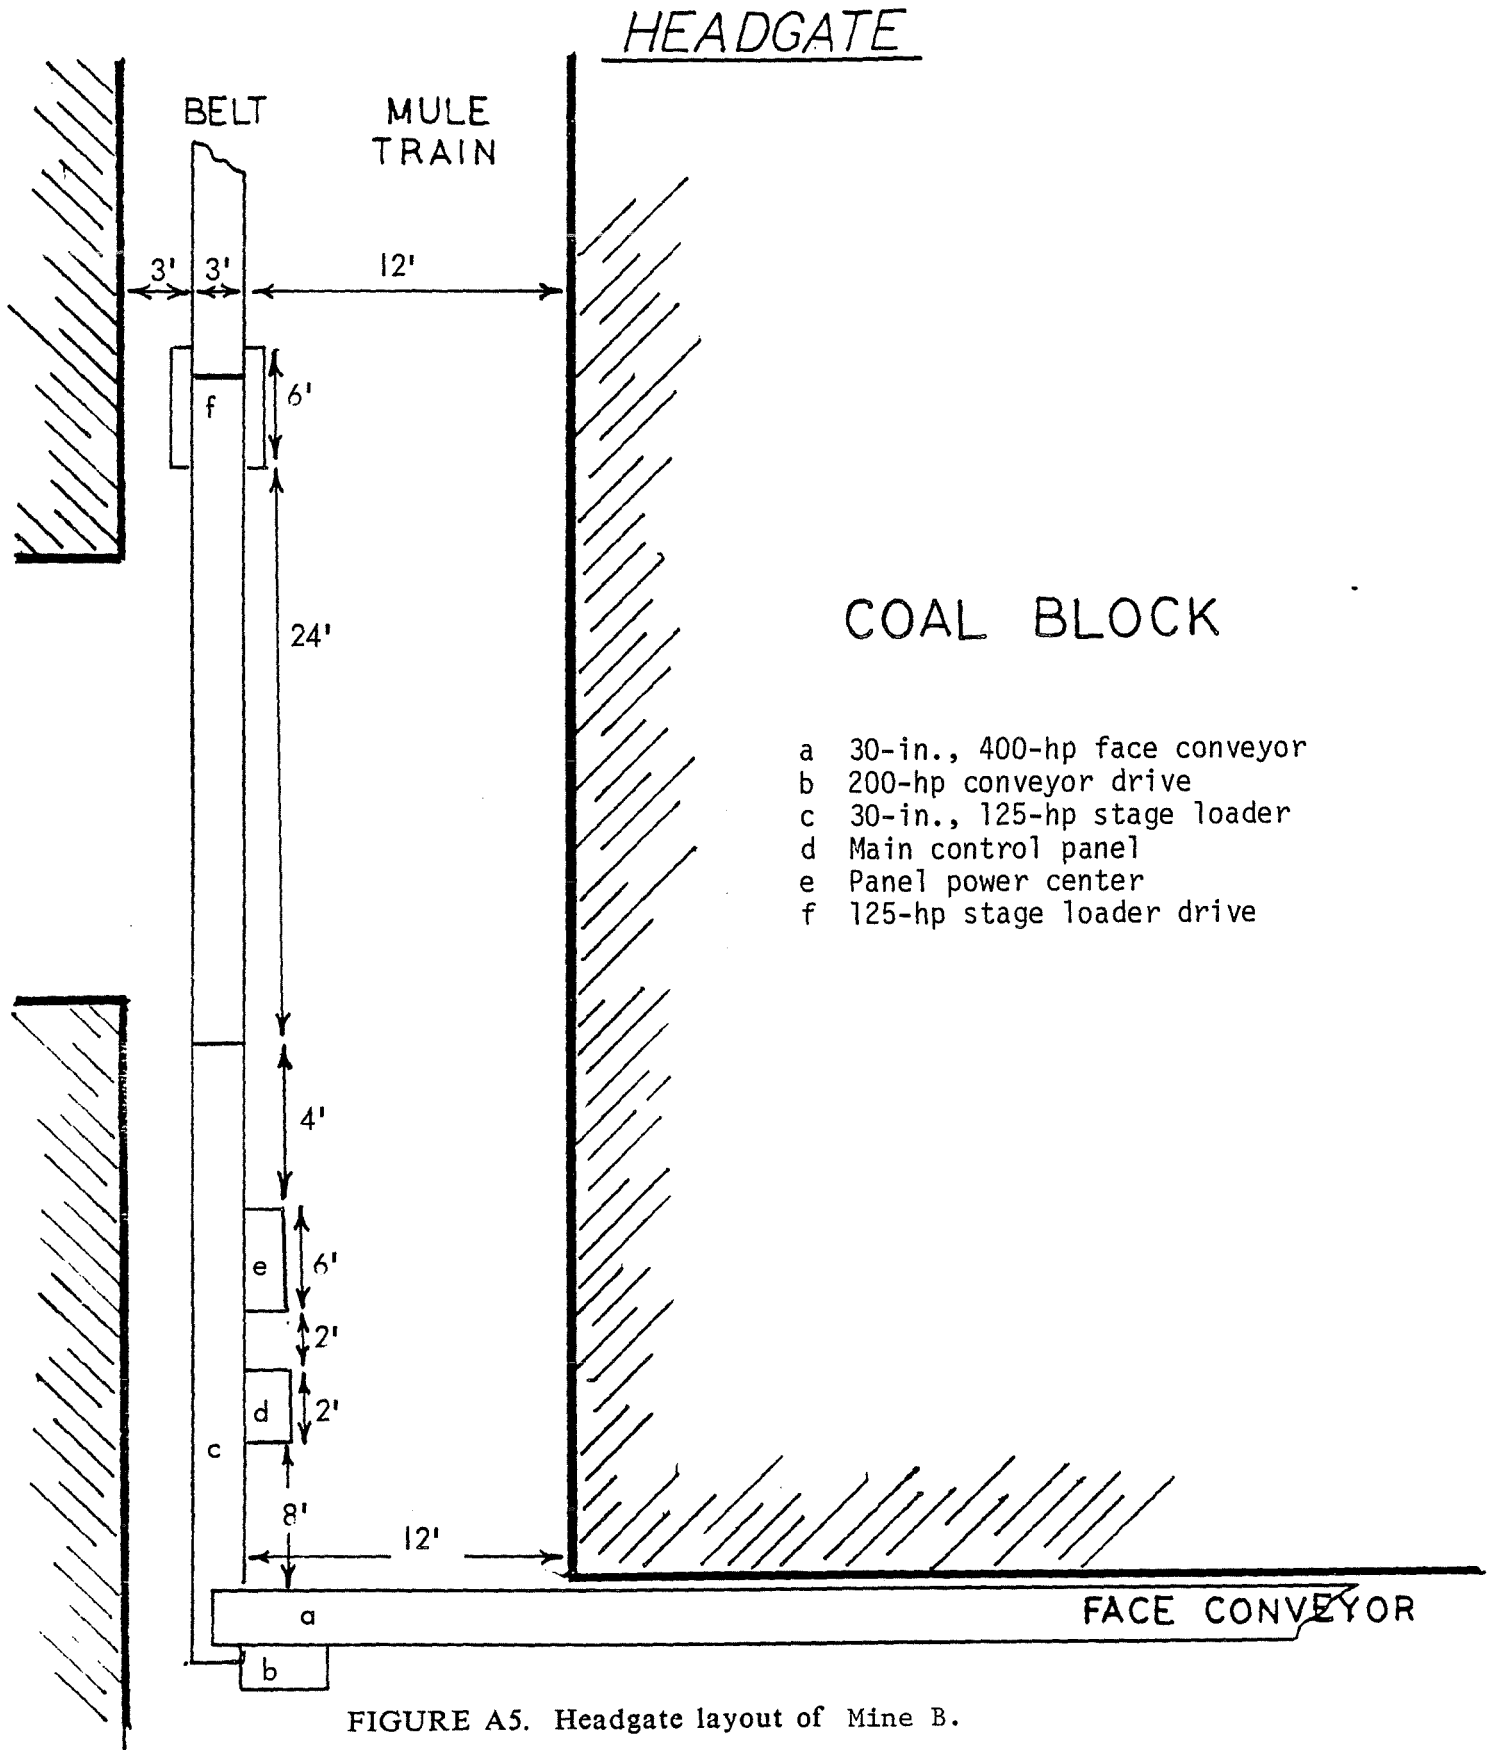 HEADGATE
BELT
MULE
TRAIN
3'
3'
12'
f
6'
24'
COAL BLOCK
a 30-in., 400-hp face conveyor
b 200-hp conveyor drive
c 30-in., 125-hp stage loader
d Main control panel
e Panel power center
f 125-hp stage loader drive
4'
e
6'
2'
d
2'
c
8'
12'
a
FACE CONVEYOR
b
FIGURE A5. Headgate layout of Mine B.